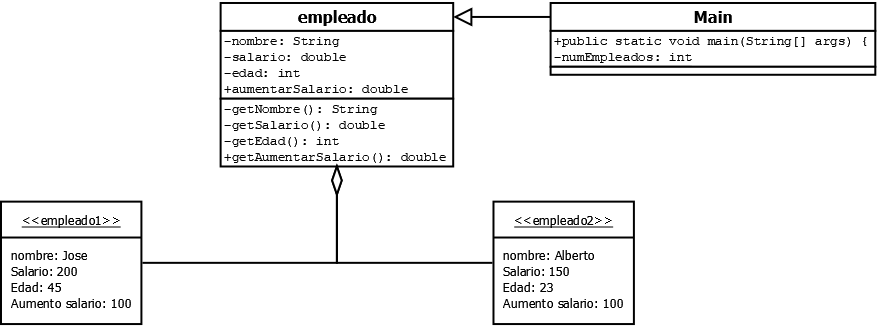 empleado
-nombre: String
-salario: double
-edad: int
+aumentarSalario: double
-getNombre(): String
-getSalario(): double
-getEdad(): int
+getAumentarSalario(): double
Main
+public static void main(String[] args) {
-numEmpleados: int
<<empleado1>>
nombre: Jose
Salario: 200
Edad: 45
Aumento salario: 100
<<empleado2>>
nombre: Alberto
Salario: 150
Edad: 23
Aumento salario: 100